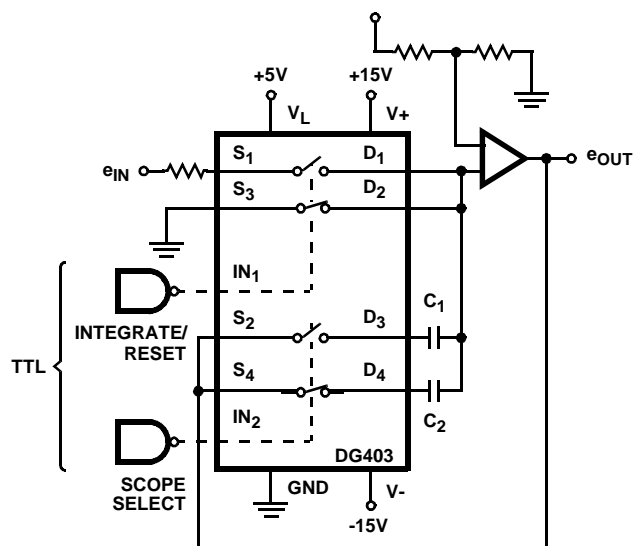 +5V
+15V
VL
V+
eIN
S1
D1
eOUT
S3
D2
IN1
S2
D3
C1
INTEGRATE/
RESET
TTL
S4
D4
C2
IN2
DG403
SCOPE
SELECT
GND
V-
-15V